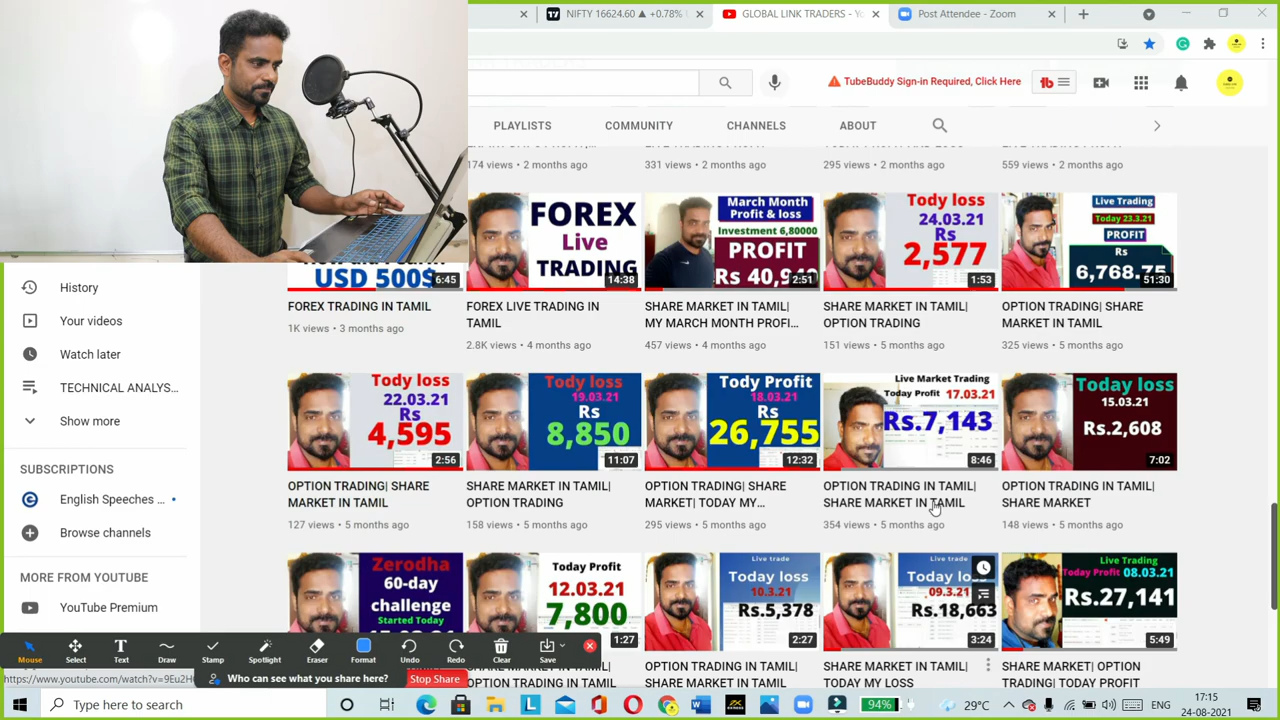 NIFTY 16624.60 ▲ +0.78%
GLOBAL LINK TRADERS - Yo
Post Attendee - Zoom
TubeBuddy Sign-in Required, Click Here
PLAYLISTS
COMMUNITY
CHANNELS
ABOUT
174 views • 2 months ago
331 views • 2 months ago
295 views • 2 months ago
559 views • 2 months ago
USD 500$
6:45
FOREX
Live
TRADING
14:38
March Month
Profit & loss
Investment 6,80000
PROFIT
Rs 40,9
2:51
Tody loss
24.03.21
Rs
2,577
1:53
Live Trading
Today 23.3.21
PROFIT
Rs
6,768.75
51:30
History
Your videos
Watch later
TECHNICAL ANALYS...
Show more
FOREX TRADING IN TAMIL
1K views • 3 months ago
FOREX LIVE TRADING IN
TAMIL
2.8K views • 4 months ago
SHARE MARKET IN TAMIL|
MY MARCH MONTH PROFI...
457 views • 4 months ago
SHARE MARKET IN TAMIL|
OPTION TRADING
151 views • 5 months ago
OPTION TRADING| SHARE
MARKET IN TAMIL
325 views • 5 months ago
Tody loss
22.03.21
Rs
4,595
2:56
Tody loss
19.03.21
Rs
8,850
11:07
Tody Profit
18.03.21
Rs
26,755
12:32
Live Market Trading
Today Profit 17.03.21
Rs.7,143
8:46
Today loss
15.03.21
Rs.2,608
7:02
SUBSCRIPTIONS
English Speeches ...
Browse channels
MORE FROM YOUTUBE
YouTube Premium
OPTION TRADING| SHARE
MARKET IN TAMIL
127 views • 5 months ago
SHARE MARKET IN TAMIL|
OPTION TRADING
158 views • 5 months ago
OPTION TRADING| SHARE
MARKET| TODAY MY...
295 views • 5 months ago
OPTION TRADING IN TAMIL|
SHARE MARKET IN TAMIL
354 views • 5 months ago
OPTION TRADING IN TAMIL|
SHARE MARKET
148 views • 5 months ago
Zerodha
60-day
challenge
Started Today
Today Profit
12.03.21
7,800
1:27
Live trade
Today loss
10.3.21
Rs.5,378
2:27
Live trade
Today loss
09.3.21
Rs.18,663
3:24
Live Trading
Today Profit 08.03.21
Rs.27,141
5:49
OPTION TRADING IN TAMIL|
SHARE MARKET IN TAMIL
SHARE MARKET IN TAMIL|
TODAY MY LOSS
SHARE MARKET| OPTION
TRADING| TODAY PROFIT
Mouse
Select
Text
Draw
Stamp
Spotlight
Eraser
Format
Undo
Redo
Clear
Save
https://www.youtube.com/watch?v=9Eu2H
Who can see what you share here?
Stop Share
Type here to search
94%
29°C
ENG
17:15
24-08-2021